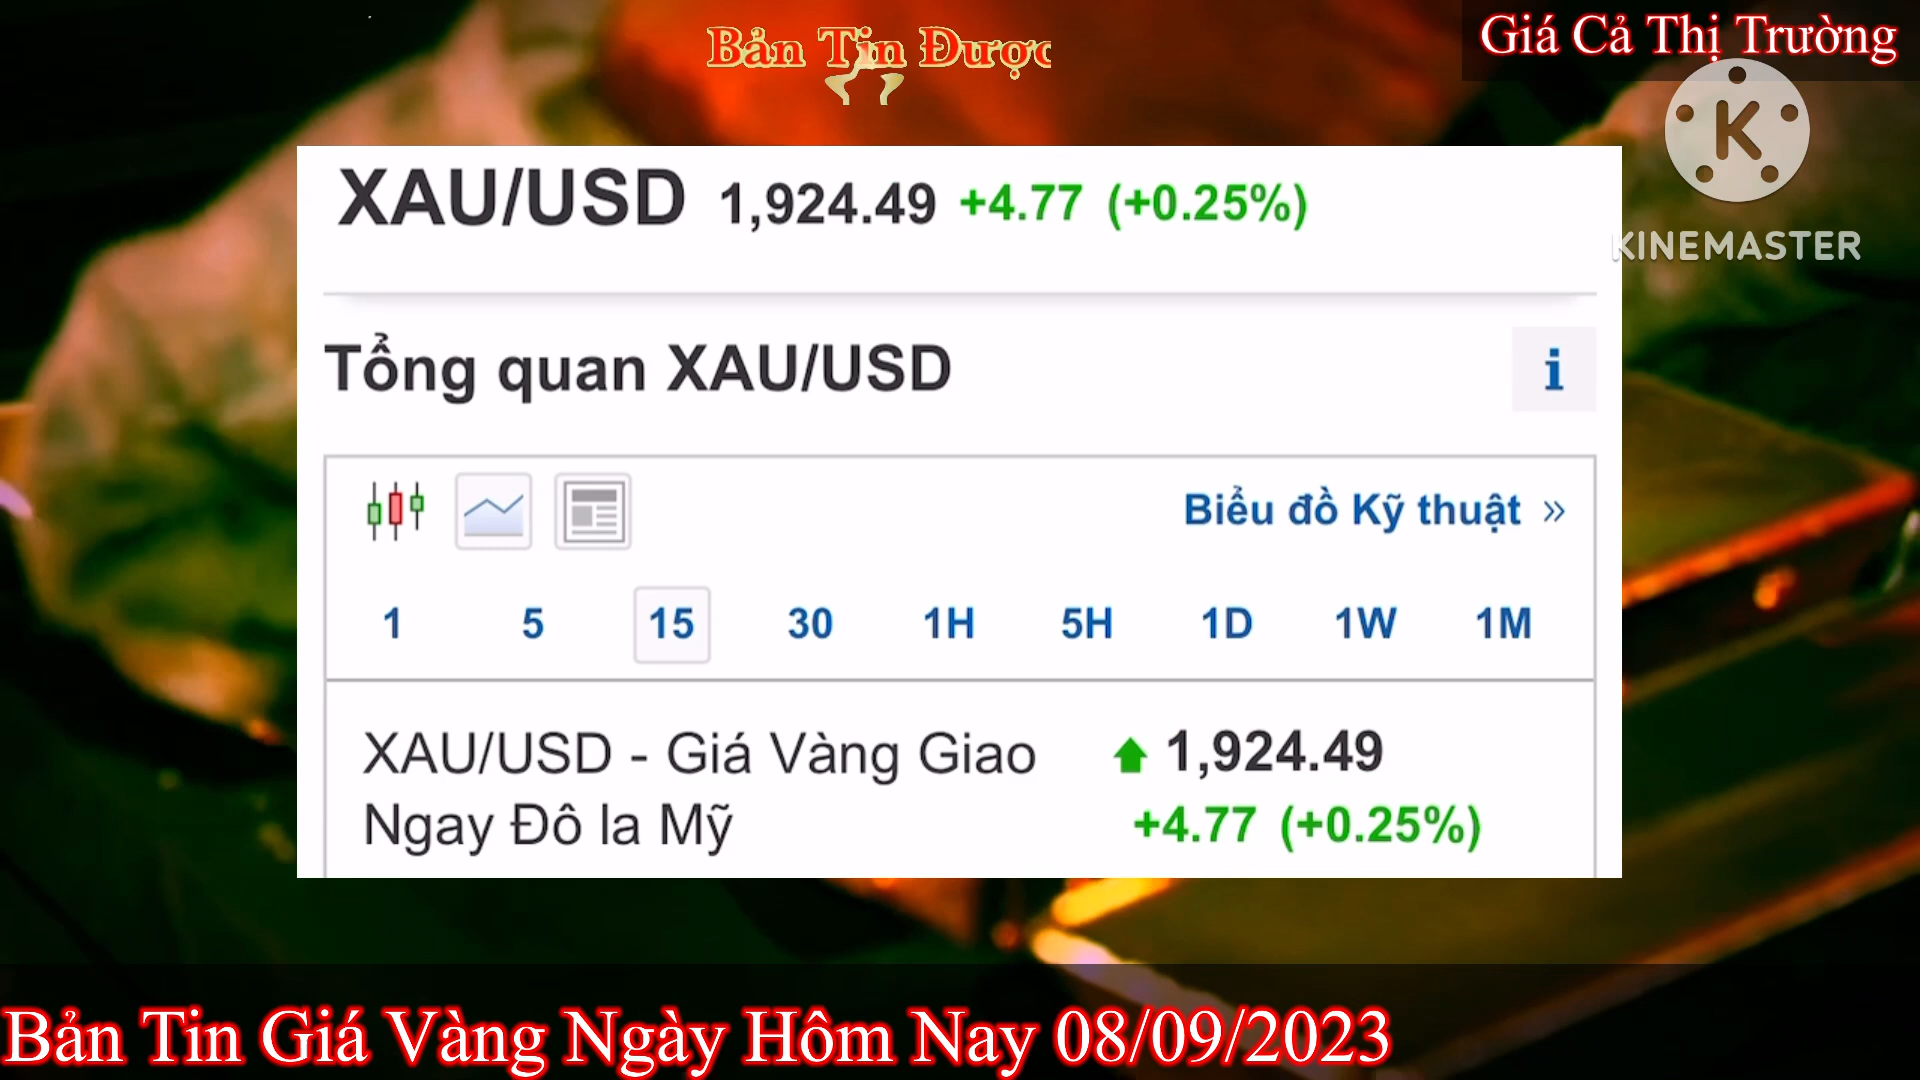 Bản Tin Được
Giá Cả Thị Trường
K
KINEMASTER
XAU/USD 1,924.49 +4.77 (+0.25%)
Tổng quan XAU/USD
i
Biểu đồ Kỹ thuật »
1 5 15 30 1H 5H 1D 1W 1M
XAU/USD - Giá Vàng Giao 1,924.49
Ngay Đô la Mỹ +4.77 (+0.25%)
Bản Tin Giá Vàng Ngày Hôm Nay 08/09/2023